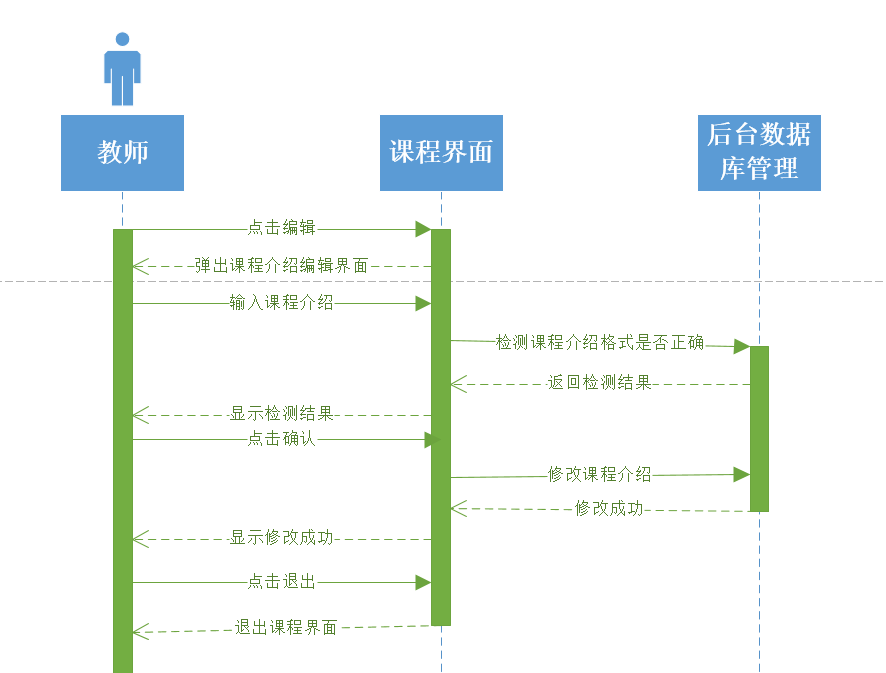 教师
课程界面
后台数据
库管理
点击编辑
弹出课程介绍编辑界面
输入课程介绍
检测课程介绍格式是否正确
返回检测结果
显示检测结果
点击确认
修改课程介绍
修改成功
显示修改成功
点击退出
退出课程界面